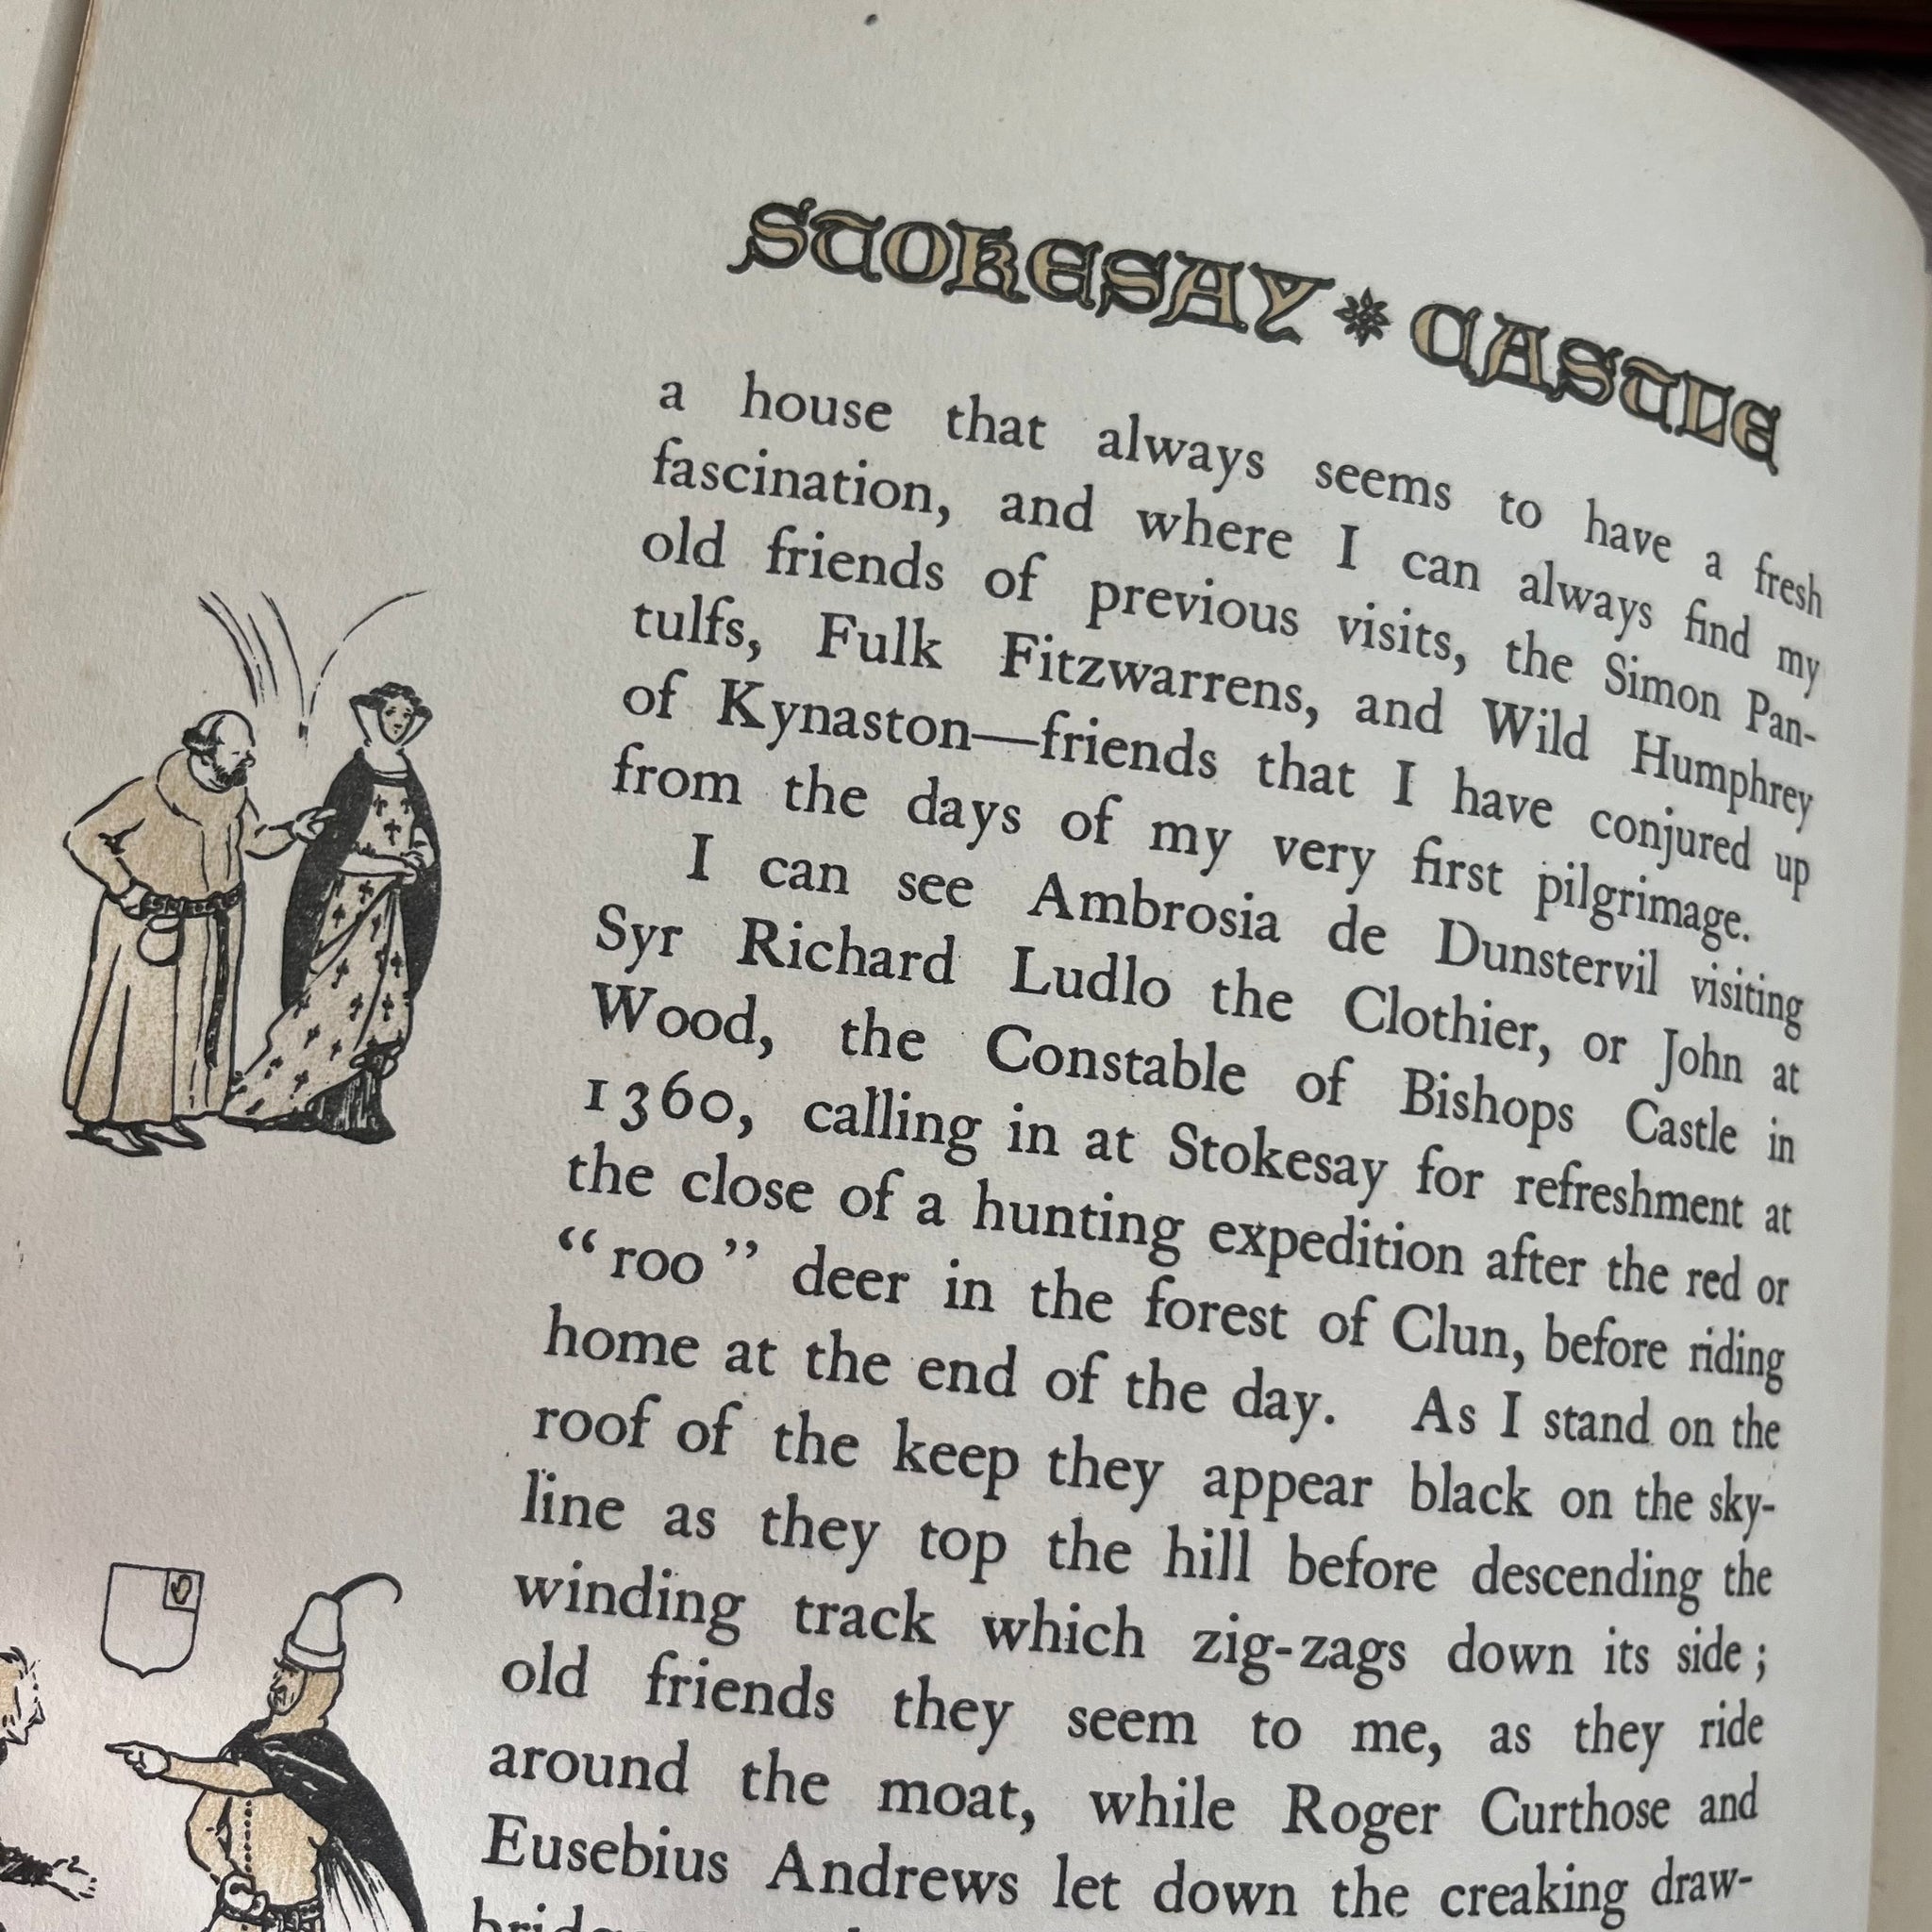 STOKESAY * CASTLE
a house that always seems to have a fresh
fascination, and where I can always find my
old friends of previous visits, the Simon Pan-
tulfs, Fulk Fitzwarrens, and Wild Humphrey
of Kynaston—friends that I have conjured up
from the days of my very first pilgrimage.
I can see Ambrosia de Dunstervil visiting
Syr Richard Ludlo the Clothier, or John at
Wood, the Constable of Bishops Castle in
1360, calling in at Stokesay for refreshment at
the close of a hunting expedition after the red or
“roo” deer in the forest of Clun, before riding
home at the end of the day. As I stand on the
roof of the keep they appear black on the sky-
line as they top the hill before descending the
winding track which zig-zags down its side;
old friends they seem to me, as they ride
around the moat, while Roger Curthose and
Eusebius Andrews let down the creaking draw-